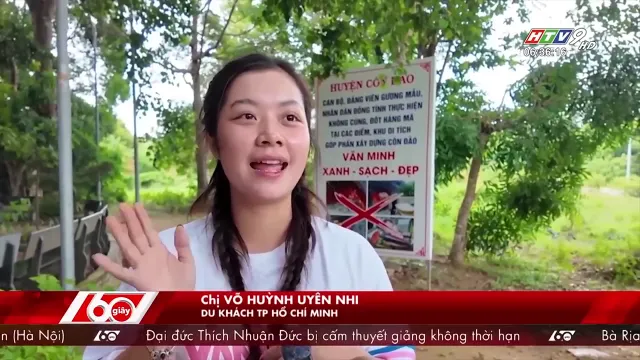 HTV9 HD
06:36:16
HUYỆN CÔN ĐẢO
CÁN BỘ, ĐẢNG VIÊN GƯƠNG MẪU,
NHÂN DÂN ĐỒNG TÌNH THỰC HIỆN
KHÔNG CÚNG, ĐỐT HÀNG MÃ
TẠI CÁC ĐIỂM, KHU DI TÍCH
GÓP PHẦN XÂY DỰNG CÔN ĐẢO
VĂN MINH
XANH - SẠCH - ĐẸP
60 giây
Chị VÕ HUỲNH UYÊN NHI
DU KHÁCH TP HỒ CHÍ MINH
n (Hà Nội) Đại đức Thích Nhuận Đức bị cấm thuyết giảng không thời hạn Bà Ria